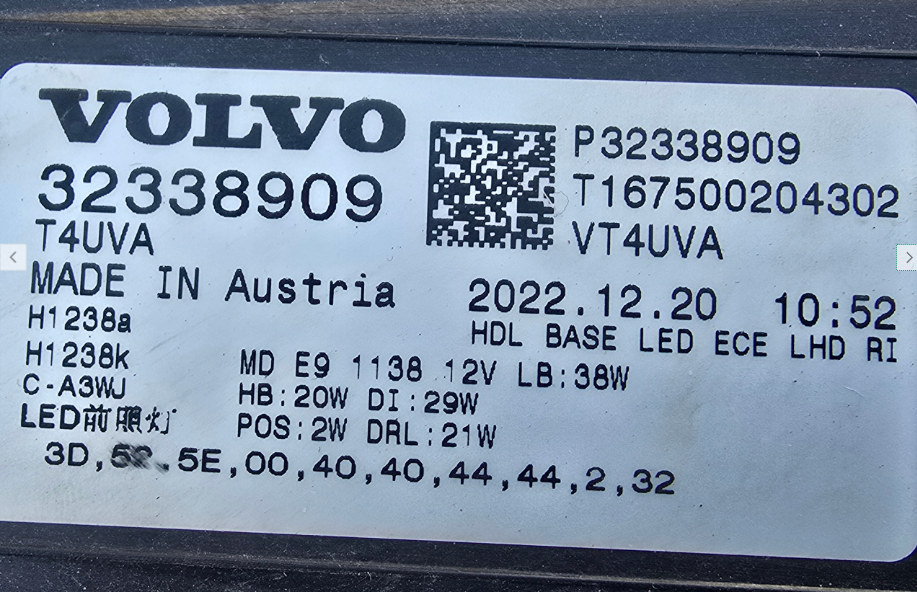 VOLVO
32338909
T4UVA
MADE IN Austria
P32338909
T167500204302
VT4UVA
2022.12.20 10:52
HDL BASE LED ECE LHD RI
H1238a
H1238k
C-A3WJ
LED前照灯
MD E9 1138 12V LB:38W
HB:20W DI:29W
POS:2W DRL:21W
3D, 5E,00,40,40,44,44,2,32